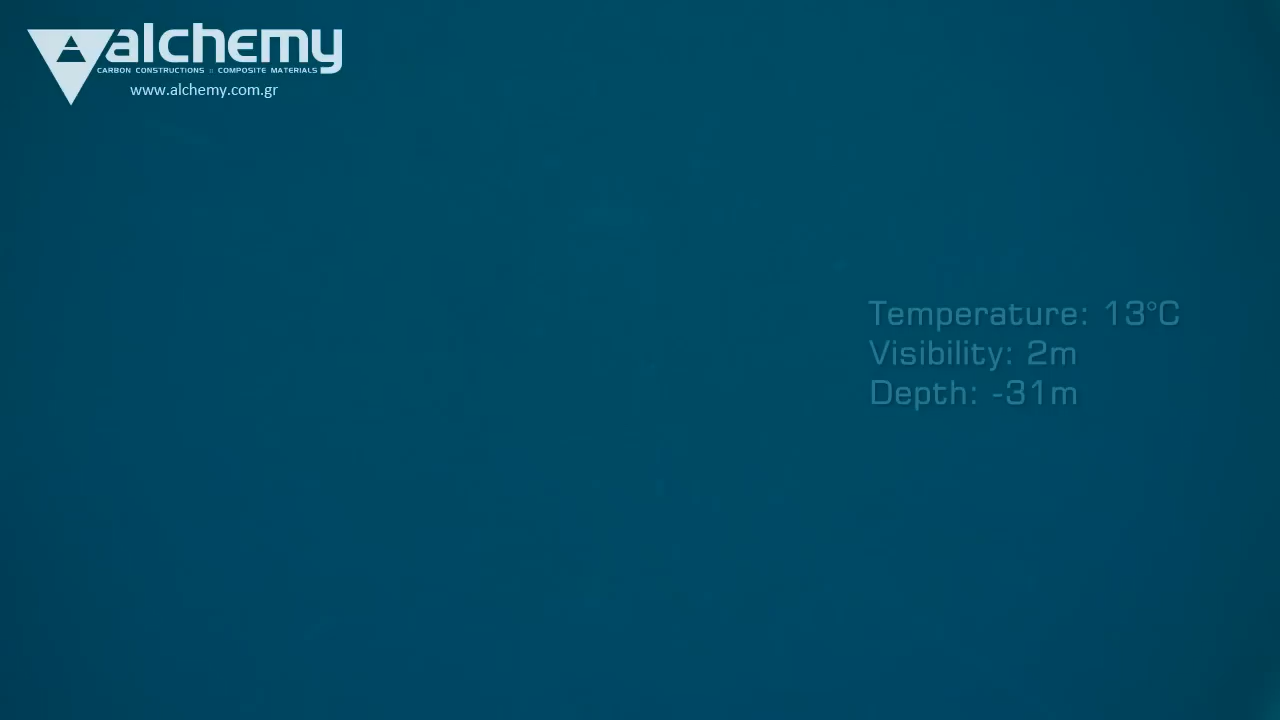 alchemy
CARBON CONSTRUCTIONS :: COMPOSITE MATERIALS
www.alchemy.com.gr
Temperature: 13°C
Visibility: 2m
Depth: -31m